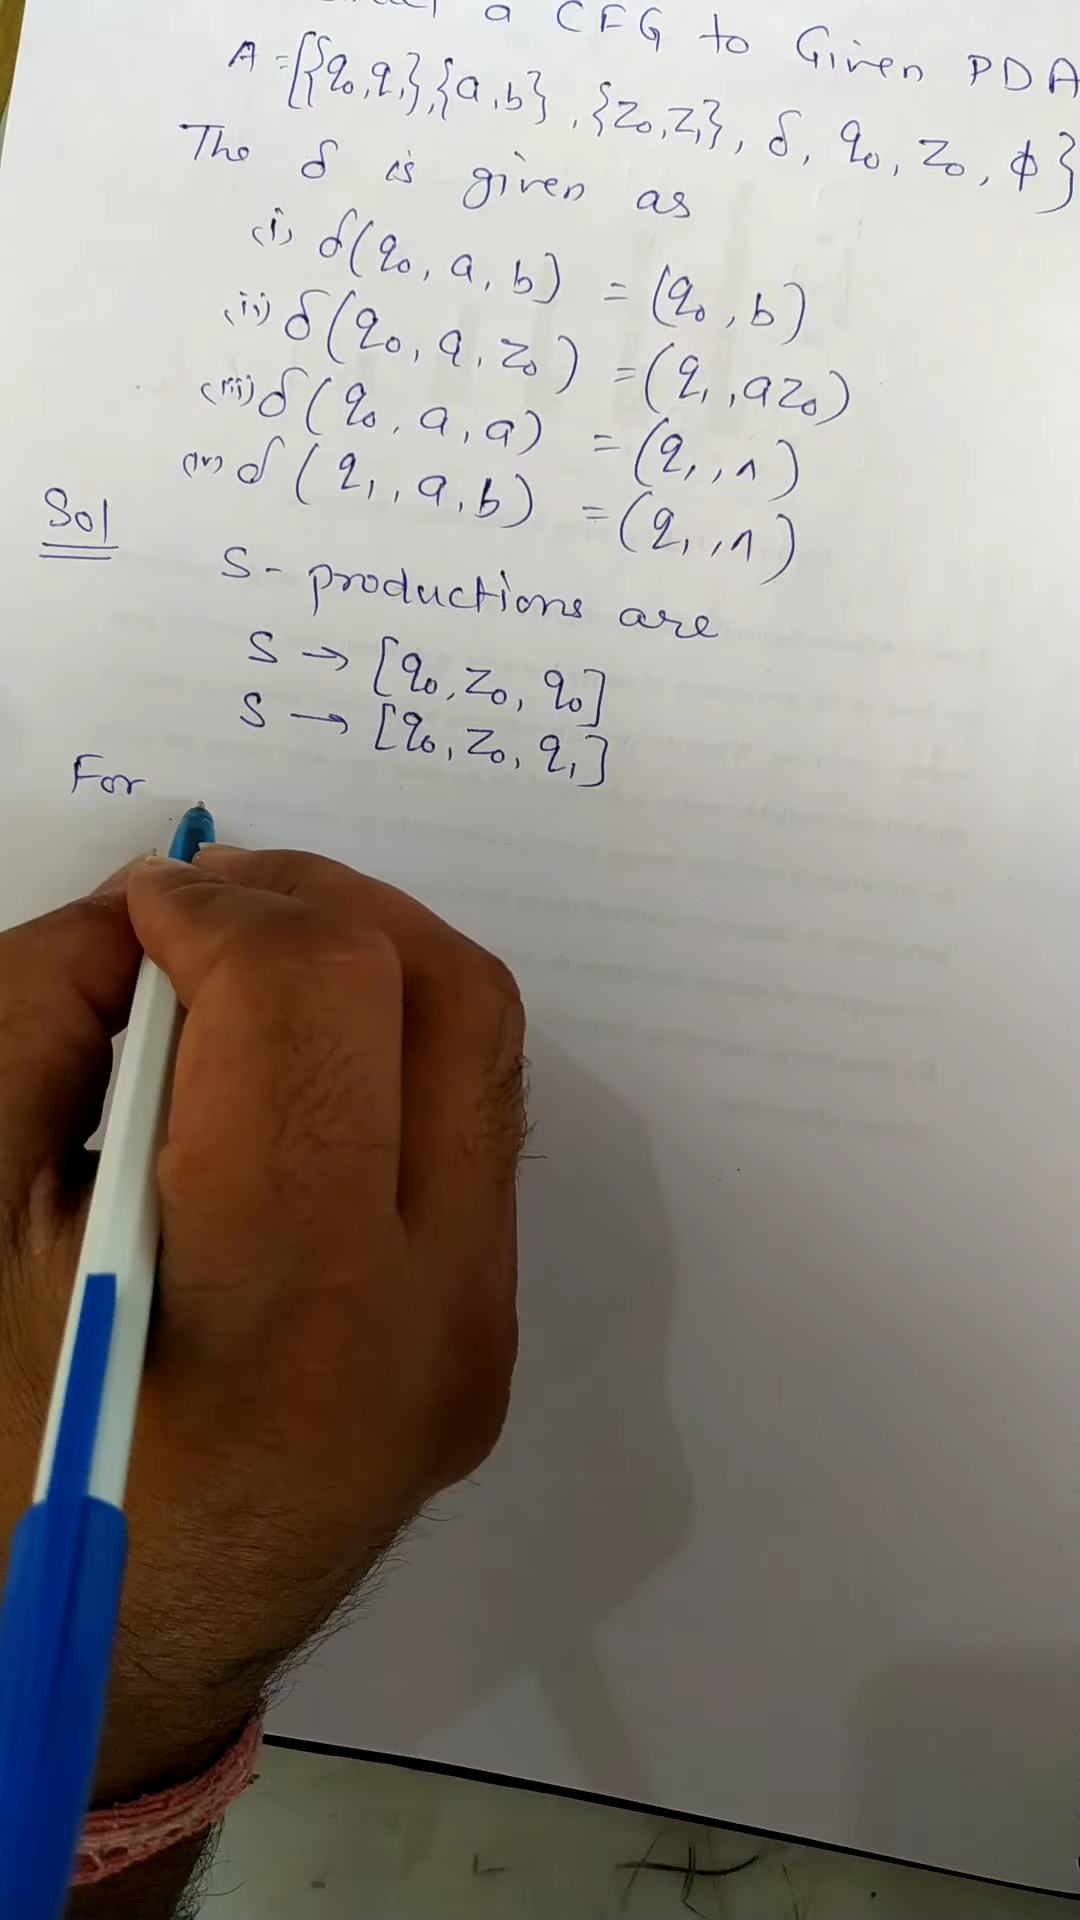 a CFG to Given PDA
A = [{q₀,q₁},{a,b},{z₀,z₁}, δ, q₀, z₀, ϕ}
The δ is given as
(i) δ(q₀, a, b) = (q₀, b)
(ii) δ(q₀, a, z₀) = (q₁, az₀)
(iii) δ(q₀, a, a) = (q₁, ∧)
(iv) δ(q₁, a, b) = (q₁, ∧)
Sol
S- productions are
S → [q₀, z₀, q₀]
S → [q₀, z₀, q₁]
For